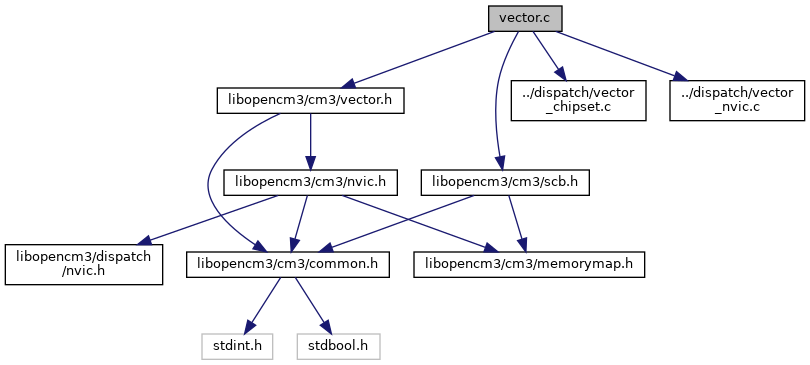 vector.c
libopencm3/cm3/vector.h
../dispatch/vector
_chipset.c
../dispatch/vector
_nvic.c
libopencm3/cm3/nvic.h
libopencm3/cm3/scb.h
libopencm3/dispatch
/nvic.h
libopencm3/cm3/common.h
libopencm3/cm3/memorymap.h
stdint.h
stdbool.h